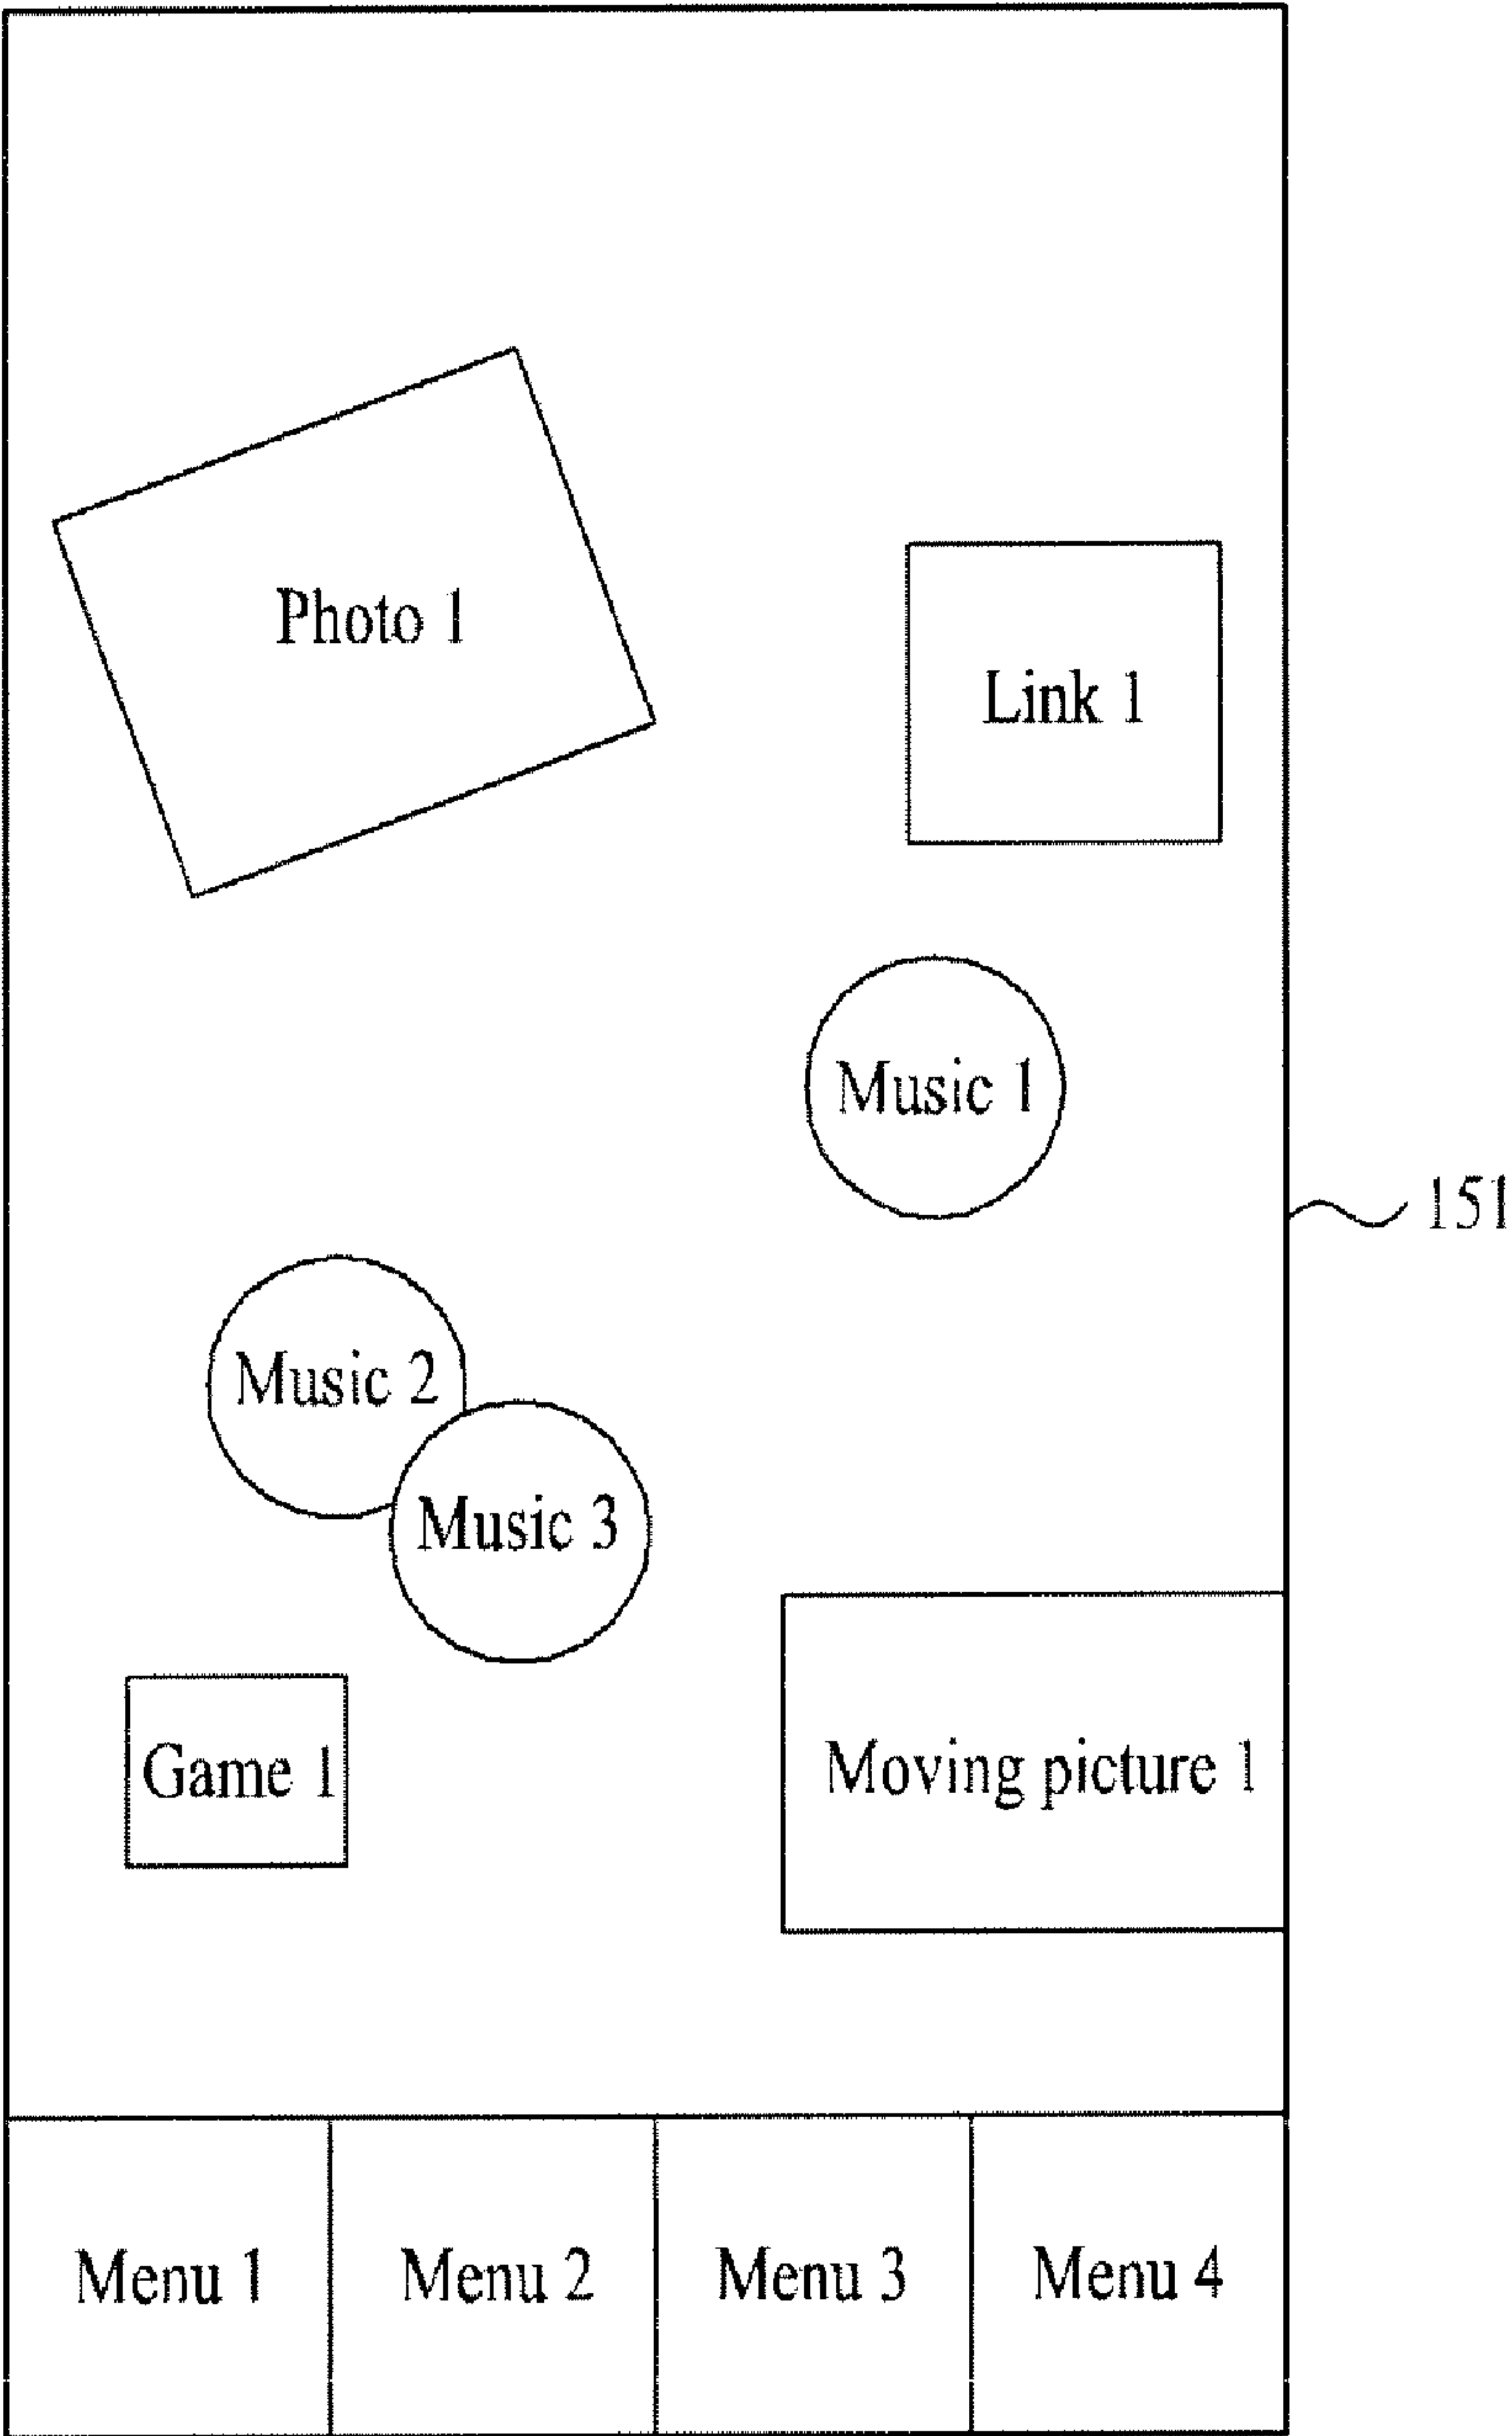 Photo 1
Link 1
Music 1
151
Music 2
Music 3
Game 1
Moving picture 1
Menu 1
Menu 2
Menu 3
Menu 4